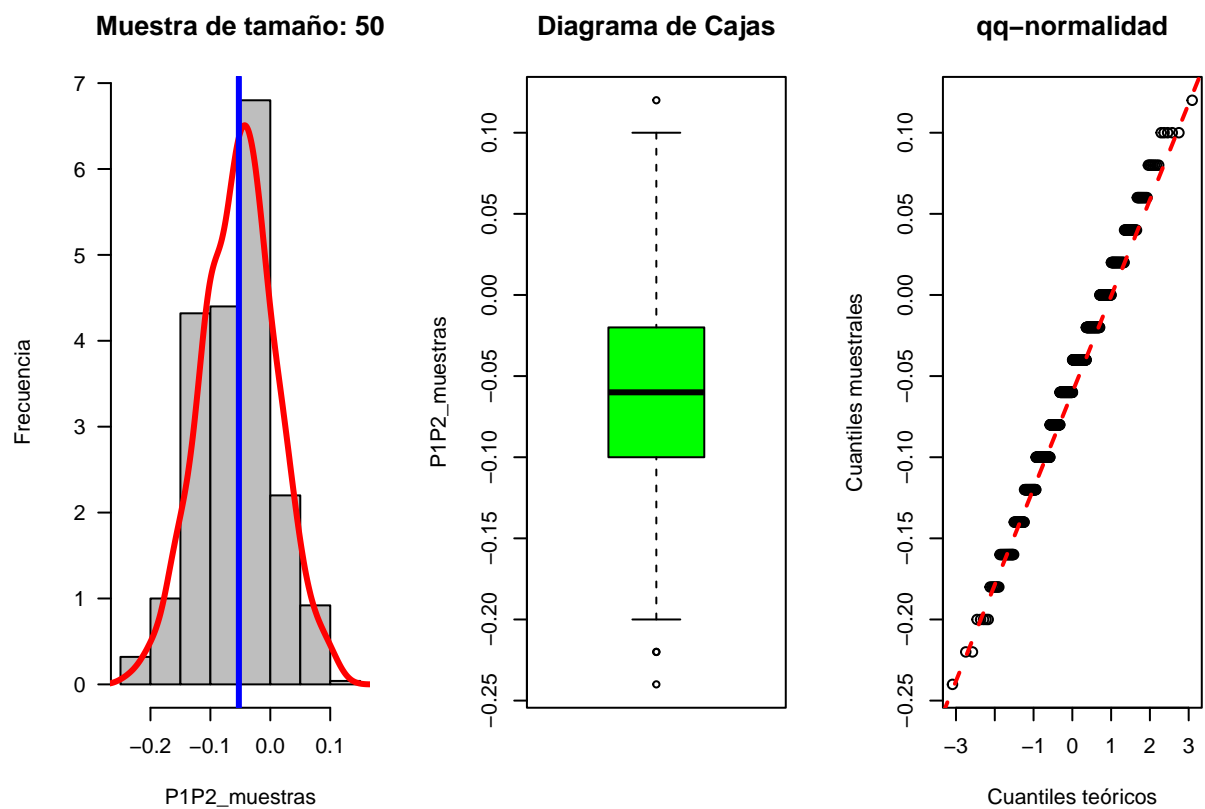 Muestra de tamaño: 50
Frecuencia
7
6
5
4
3
2
1
0
−0.2 −0.1 0.0 0.1
P1P2_muestras
Diagrama de Cajas
P1P2_muestras
0.10
0.05
0.00
−0.05
−0.10
−0.15
−0.20
−0.25
qq−normalidad
Cuantiles muestrales
0.10
0.05
0.00
−0.05
−0.10
−0.15
−0.20
−0.25
−3 −1 0 1 2 3
Cuantiles teóricos